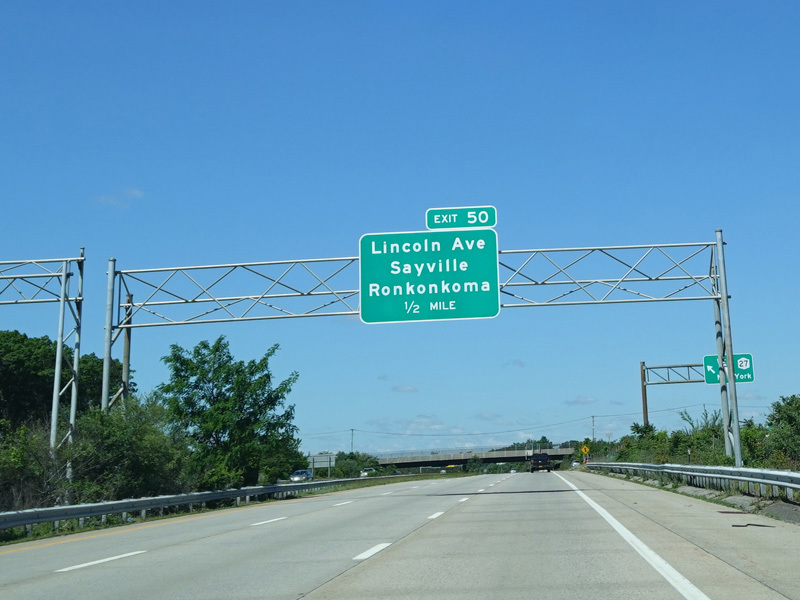 EXIT 50
Lincoln Ave
Sayville
Ronkonkoma
1/2 MILE
27
York